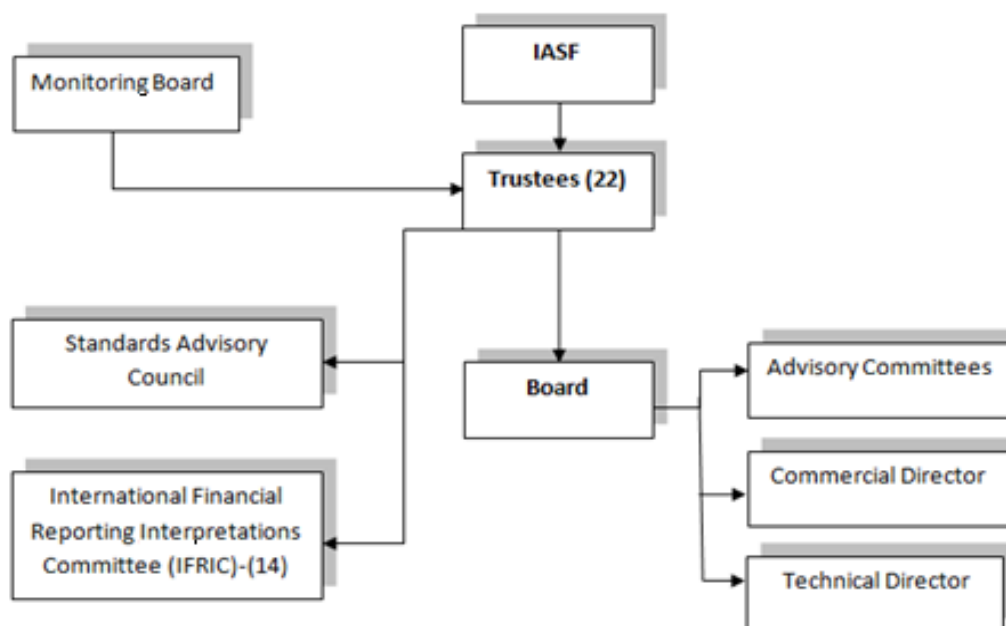 IASF
Monitoring Board
Trustees (22)
Standards Advisory
Council
Board
Advisory Committees
Commercial Director
International Financial
Reporting Interpretations
Committee (IFRIC)-(14)
Technical Director